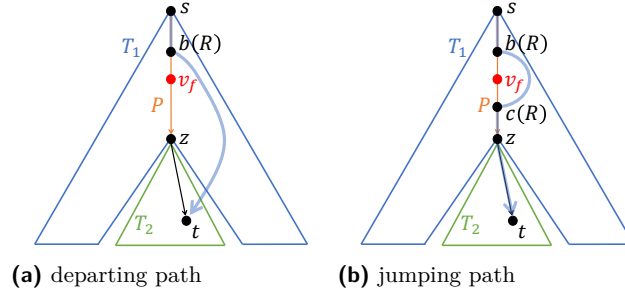 s
T₁
b(R)
v_f
P
z
T₂
t
(a) departing path
s
T₁
b(R)
v_f
P
c(R)
z
T₂
t
(b) jumping path